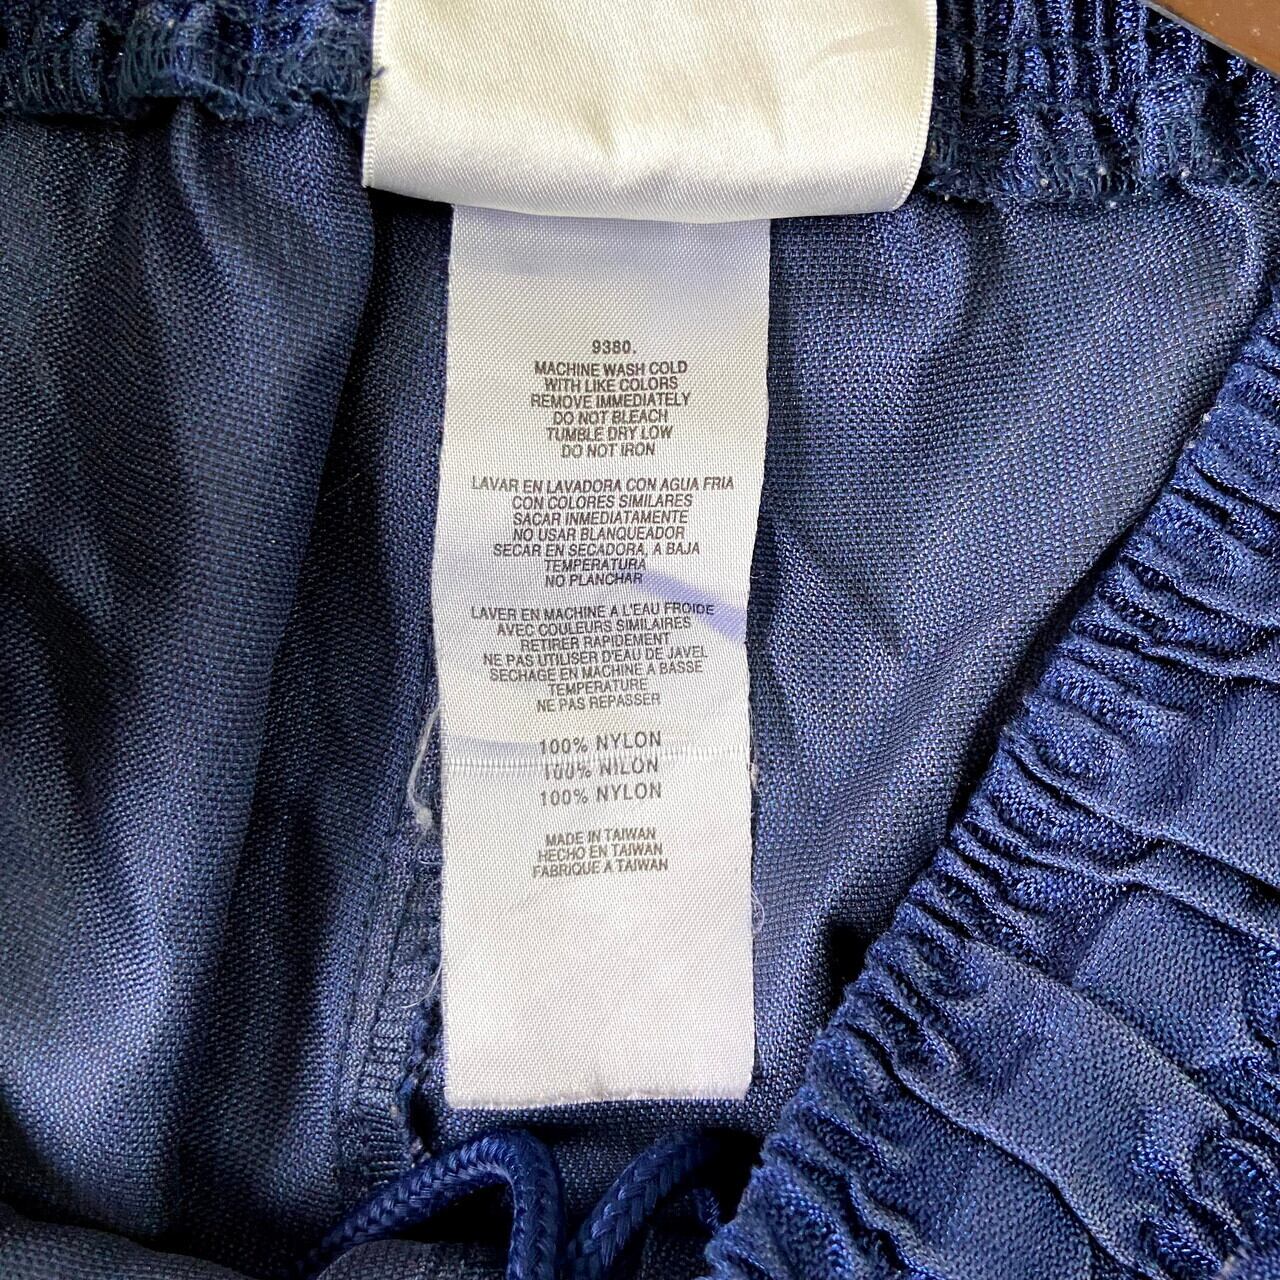 9380.
MACHINE WASH COLD
WITH LIKE COLORS
REMOVE IMMEDIATELY
DO NOT BLEACH
TUMBLE DRY LOW
DO NOT IRON
LAVAR EN LAVADORA CON AGUA FRIA
CON COLORES SIMILARES
SACAR INMEDIATAMENTE
NO USAR BLANQUEADOR
SECAR EN SECADORA, A BAJA
TEMPERATURA
NO PLANCHAR
LAVER EN MACHINE A L'EAU FROIDE
AVEC COULEURS SIMILAIRES
RETIRER RAPIDEMENT
NE PAS UTILISER D'EAU DE JAVEL
SECHAGE EN MACHINE A BASSE
TEMPERATURE
NE PAS REPASSER
100% NYLON
100% NILON
100% NYLON
MADE IN TAIWAN
HECHO EN TAIWAN
FABRIQUE A TAIWAN